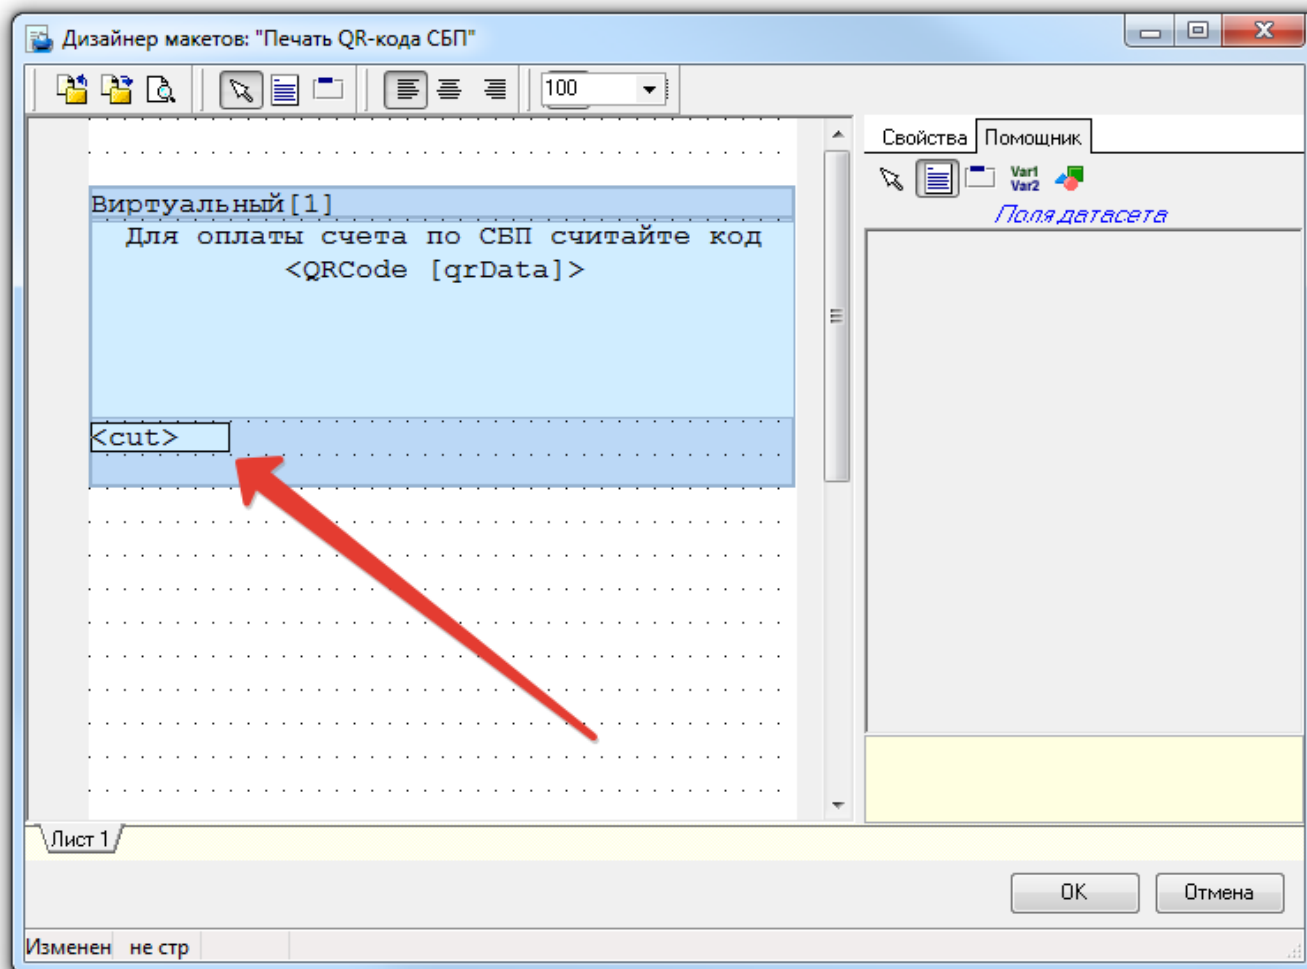 Дизайнер макетов: "Печать QR-кода СБП"
100
Свойства Помощник
Var1
Var2
Поля датасета
Виртуальный[1]
Для оплаты счета по СБП считайте код
<QRCode [qrData]>
<cut>
Лист 1
OK Отмена
Изменен не стр